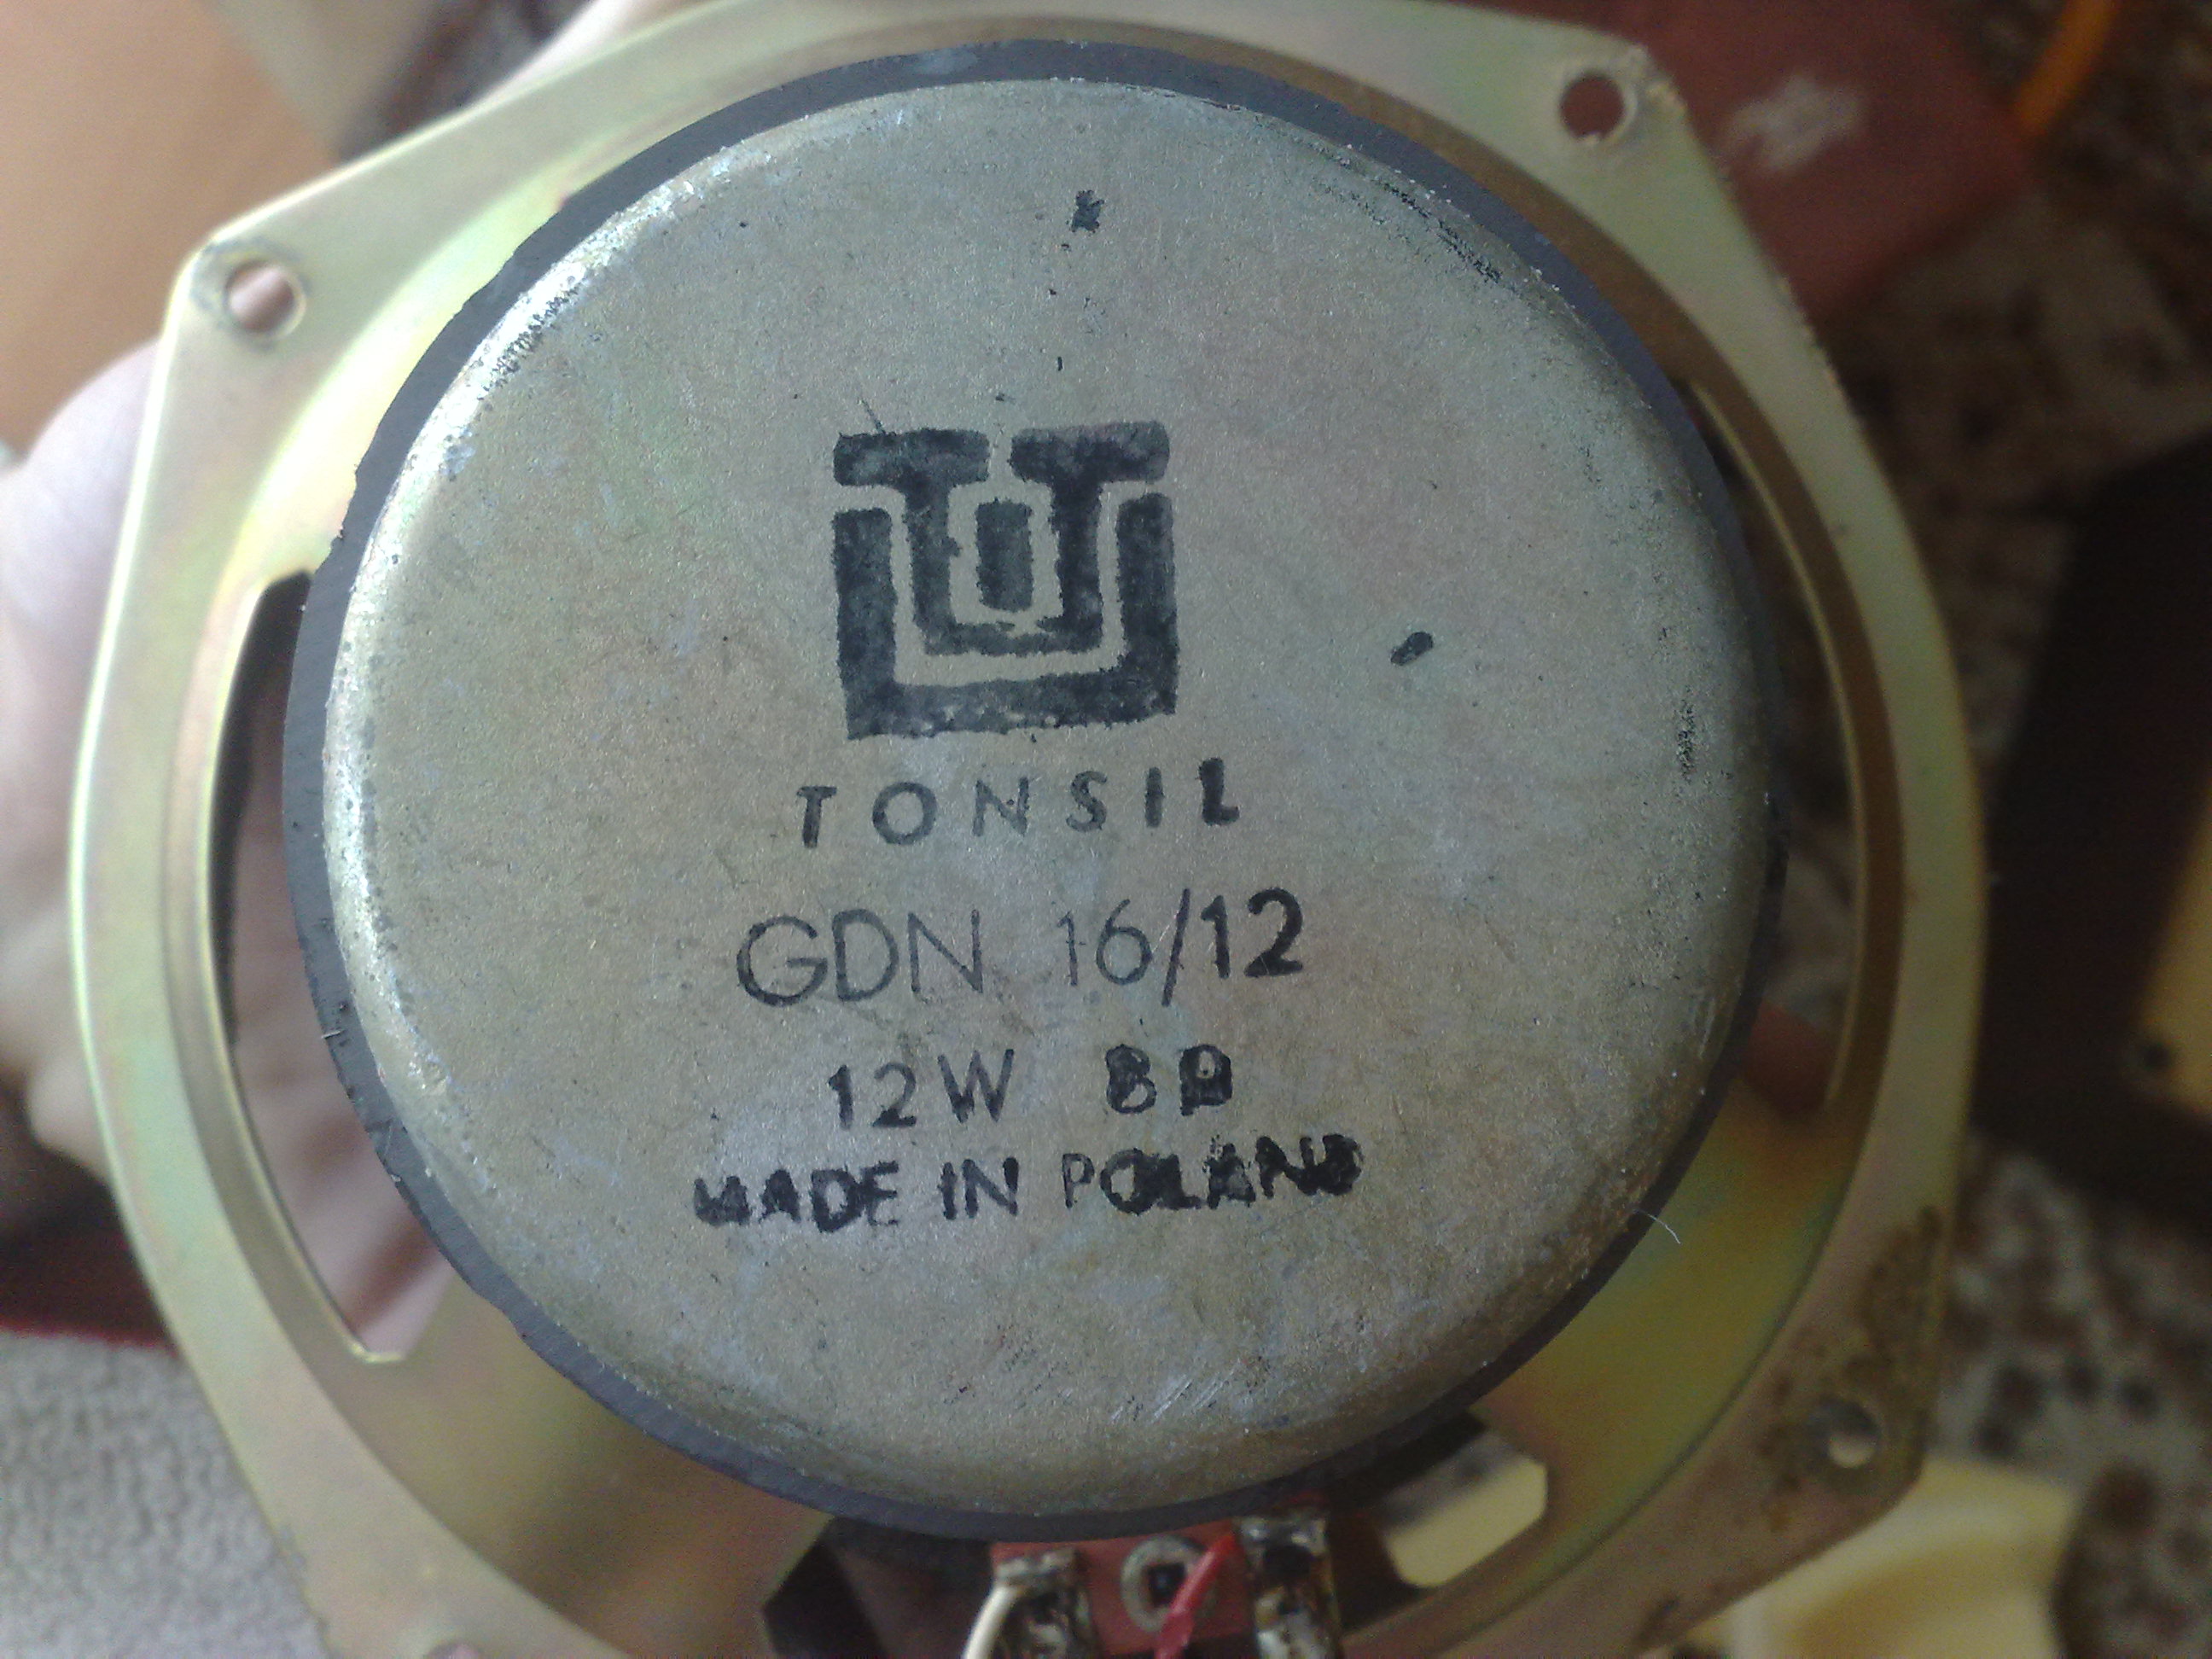 TONSIL
GDN 16/12
12W 8Ω
MADE IN POLAND